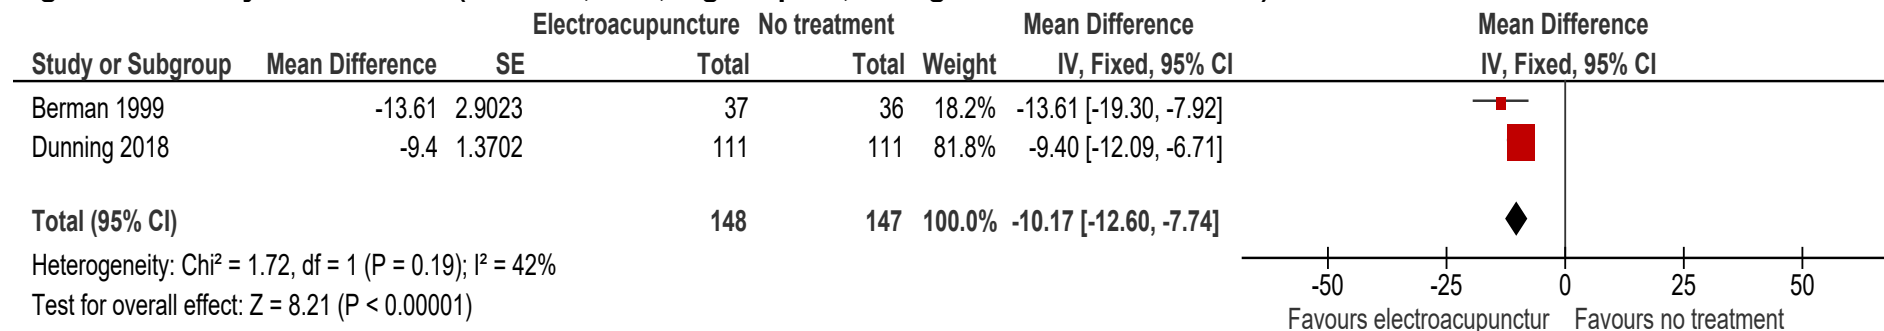 Electroacupuncture No treatment Mean Difference Mean Difference
Study or Subgroup Mean Difference SE Total Total Weight IV, Fixed, 95% CI IV, Fixed, 95% CI
Berman 1999 -13.61 2.9023 37 36 18.2% -13.61 [-19.30, -7.92]
Dunning 2018 -9.4 1.3702 111 111 81.8% -9.40 [-12.09, -6.71]
Total (95% CI) 148 147 100.0% -10.17 [-12.60, -7.74]
Heterogeneity: Chi² = 1.72, df = 1 (P = 0.19); I² = 42%
Test for overall effect: Z = 8.21 (P < 0.00001)
-50 -25 0 25 50
Favours electroacupunctur Favours no treatment